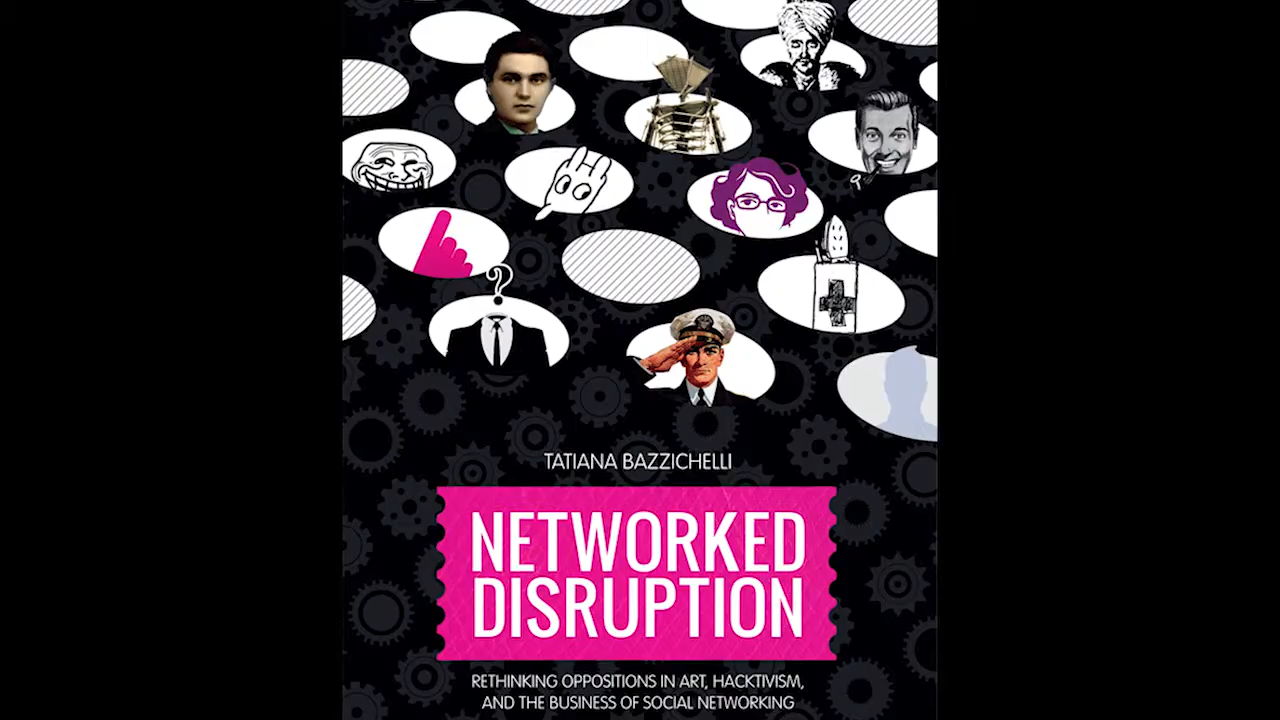 ?
TATIANA BAZZICHELLI
NETWORKED
DISRUPTION
RETHINKING OPPOSITIONS IN ART, HACKTIVISM,
AND THE BUSINESS OF SOCIAL NETWORKING